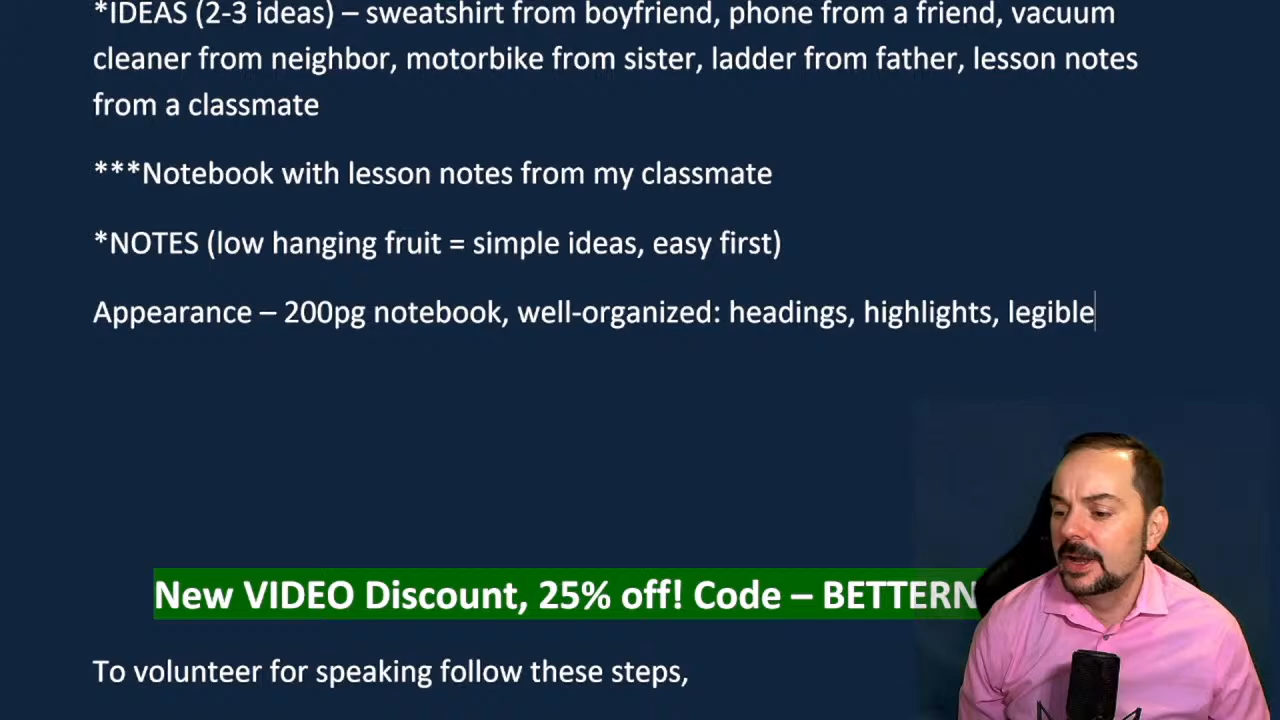 *IDEAS (2-3 ideas) – sweatshirt from boyfriend, phone from a friend, vacuum
cleaner from neighbor, motorbike from sister, ladder from father, lesson notes
from a classmate
***Notebook with lesson notes from my classmate
*NOTES (low hanging fruit = simple ideas, easy first)
Appearance – 200pg notebook, well-organized: headings, highlights, legible
New VIDEO Discount, 25% off! Code – BETTERN
To volunteer for speaking follow these steps,